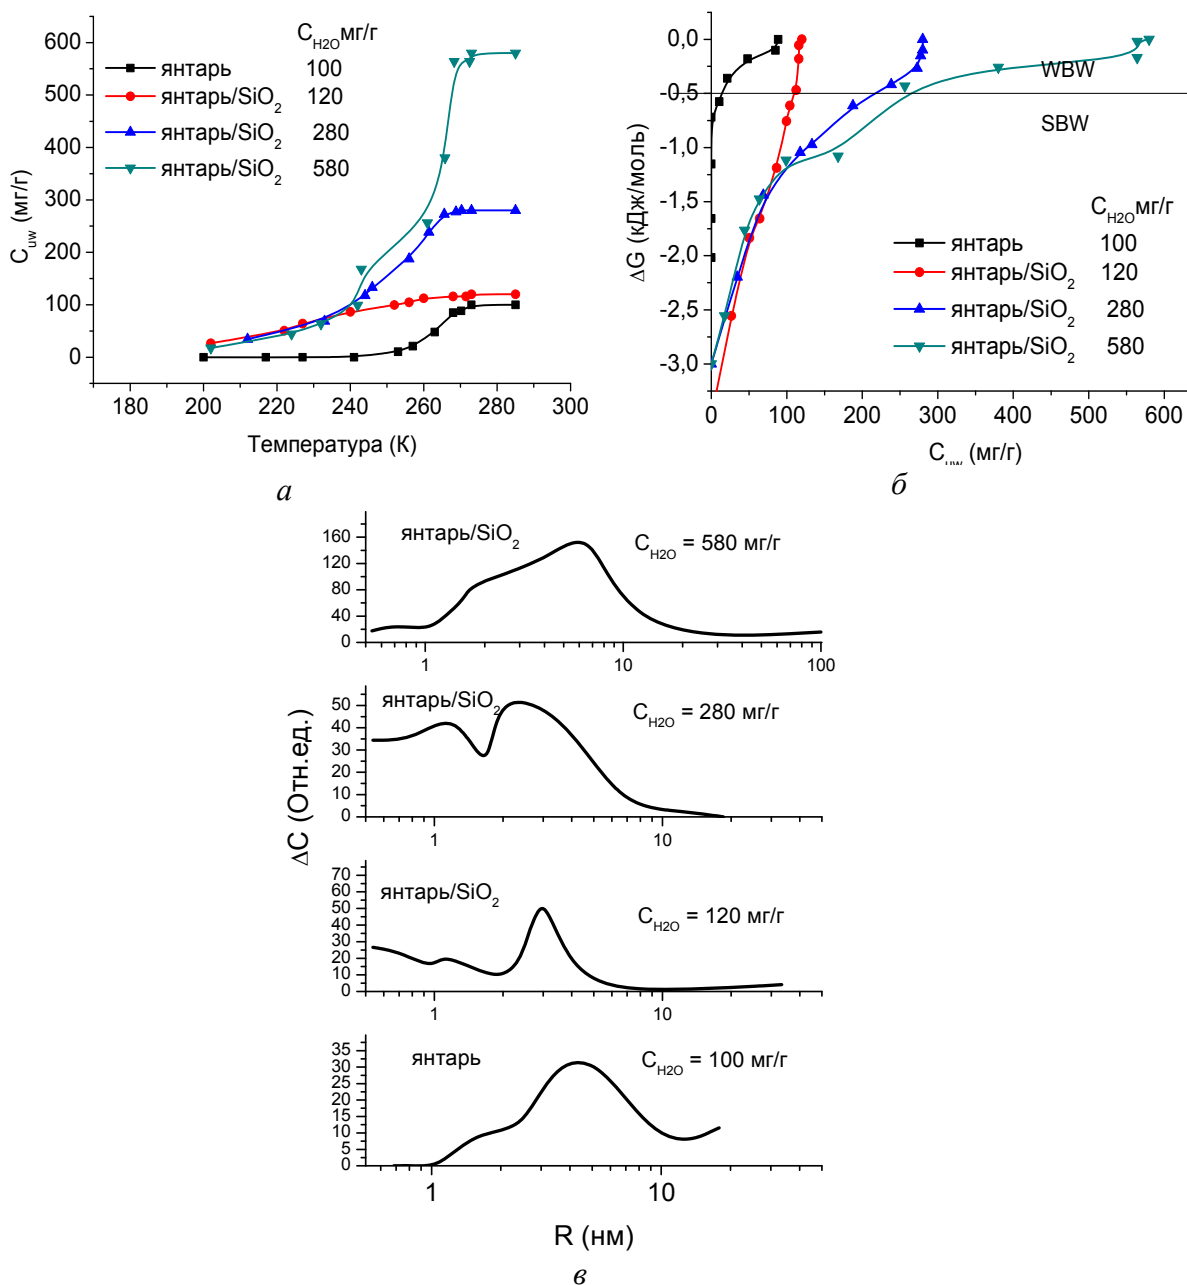 C_H2O мг/г
янтарь 100
янтарь/SiO2 120
янтарь/SiO2 280
янтарь/SiO2 580
C_uw (мг/г)
600
500
400
300
200
100
0
180 200 220 240 260 280 300
Температура (К)
а
0,0
-0,5
-1,0
-1,5
-2,0
-2,5
-3,0
ΔG (кДж/моль)
WBW
SBW
C_H2O мг/г
янтарь 100
янтарь/SiO2 120
янтарь/SiO2 280
янтарь/SiO2 580
0 100 200 300 400 500 600
C_uw (мг/г)
б
ΔC (Отн.ед.)
янтарь/SiO2 C_H2O = 580 мг/г
160
120
80
40
0
1 10 100
янтарь/SiO2 C_H2O = 280 мг/г
50
40
30
20
10
0
1 10
янтарь/SiO2 C_H2O = 120 мг/г
70
60
50
40
30
20
10
0
1 10
янтарь C_H2O = 100 мг/г
35
30
25
20
15
10
5
0
1 10
R (нм)
в